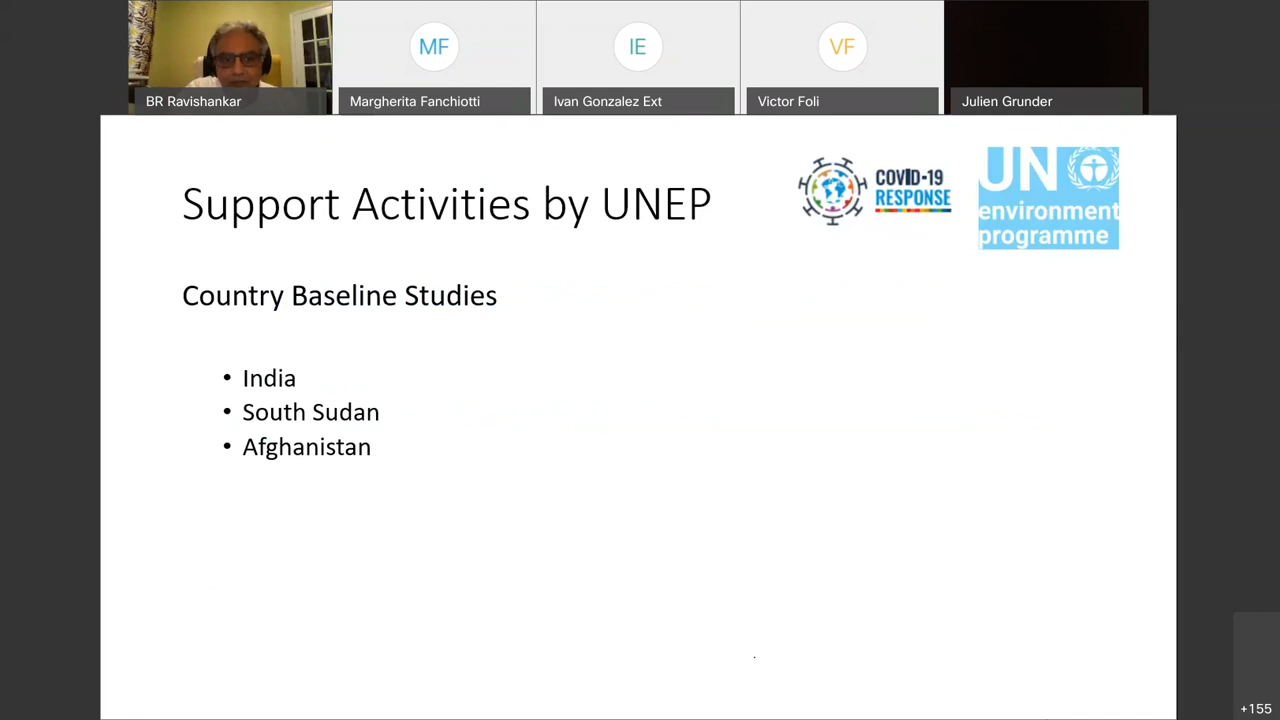 MF
IE
VF
BR Ravishankar
Margherita Fanchiotti
Ivan Gonzalez Ext
Victor Foli
Julien Grunder
Support Activities by UNEP
COVID-19
RESPONSE
UN
environment
programme
Country Baseline Studies
• India
• South Sudan
• Afghanistan
+155